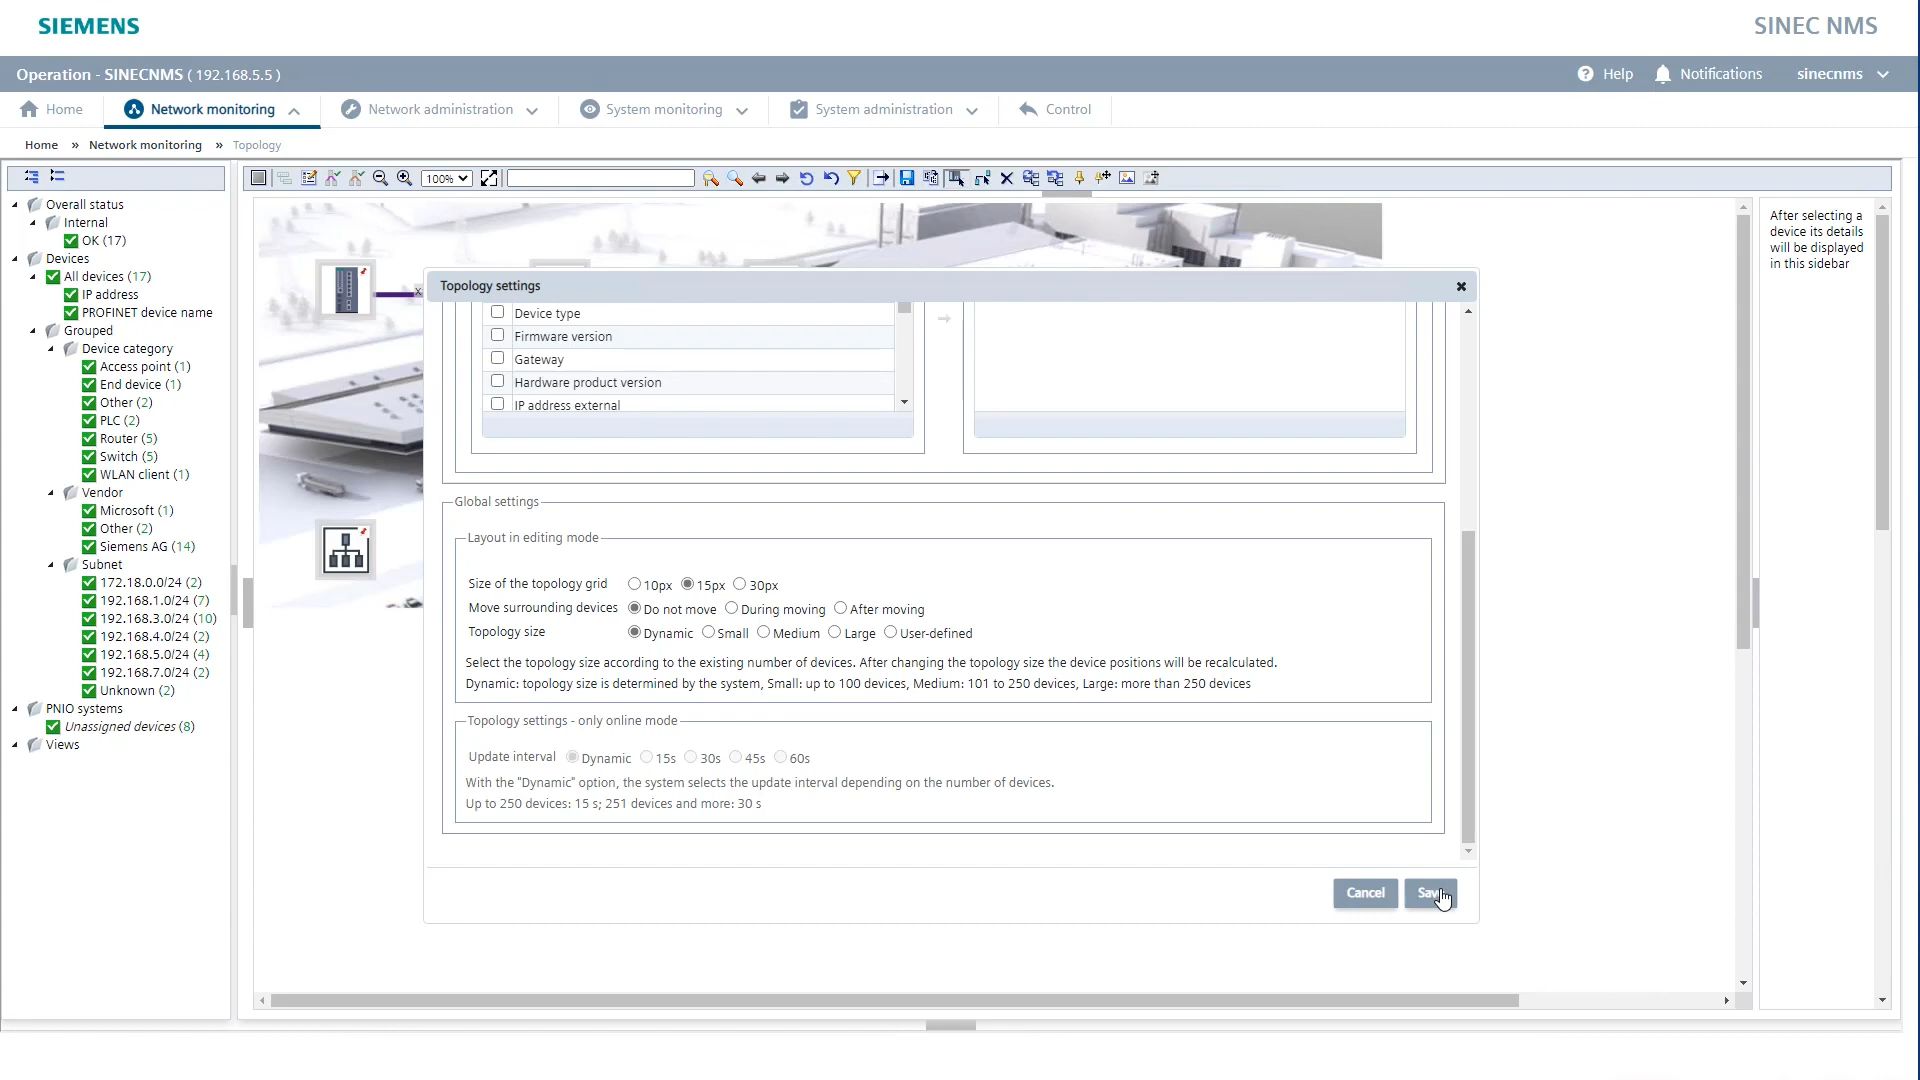 SIEMENS
SINEC NMS
Operation - SINECNMS ( 192.168.5.5 )
Help
Notifications
sinecnms
Home
Network monitoring
Network administration
System monitoring
System administration
Control
Home » Network monitoring » Topology
100%
Overall status
Internal
OK (17)
Devices
All devices (17)
IP address
PROFINET device name
Grouped
Device category
Access point (1)
End device (1)
Other (2)
PLC (2)
Router (5)
Switch (5)
WLAN client (1)
Vendor
Microsoft (1)
Other (2)
Siemens AG (14)
Subnet
172.18.0.0/24 (2)
192.168.1.0/24 (7)
192.168.3.0/24 (10)
192.168.4.0/24 (2)
192.168.5.0/24 (4)
192.168.7.0/24 (2)
Unknown (2)
PNIO systems
Unassigned devices (8)
Views
X
Topology settings
Device type
Firmware version
Gateway
Hardware product version
IP address external
Global settings
Layout in editing mode
Size of the topology grid 10px 15px 30px
Move surrounding devices Do not move During moving After moving
Topology size Dynamic Small Medium Large User-defined
Select the topology size according to the existing number of devices. After changing the topology size the device positions will be recalculated.
Dynamic: topology size is determined by the system, Small: up to 100 devices, Medium: 101 to 250 devices, Large: more than 250 devices
Topology settings - only online mode
Update interval Dynamic 15s 30s 45s 60s
With the "Dynamic" option, the system selects the update interval depending on the number of devices.
Up to 250 devices: 15 s; 251 devices and more: 30 s
Cancel
Save
After selecting a
device its details
will be displayed
in this sidebar